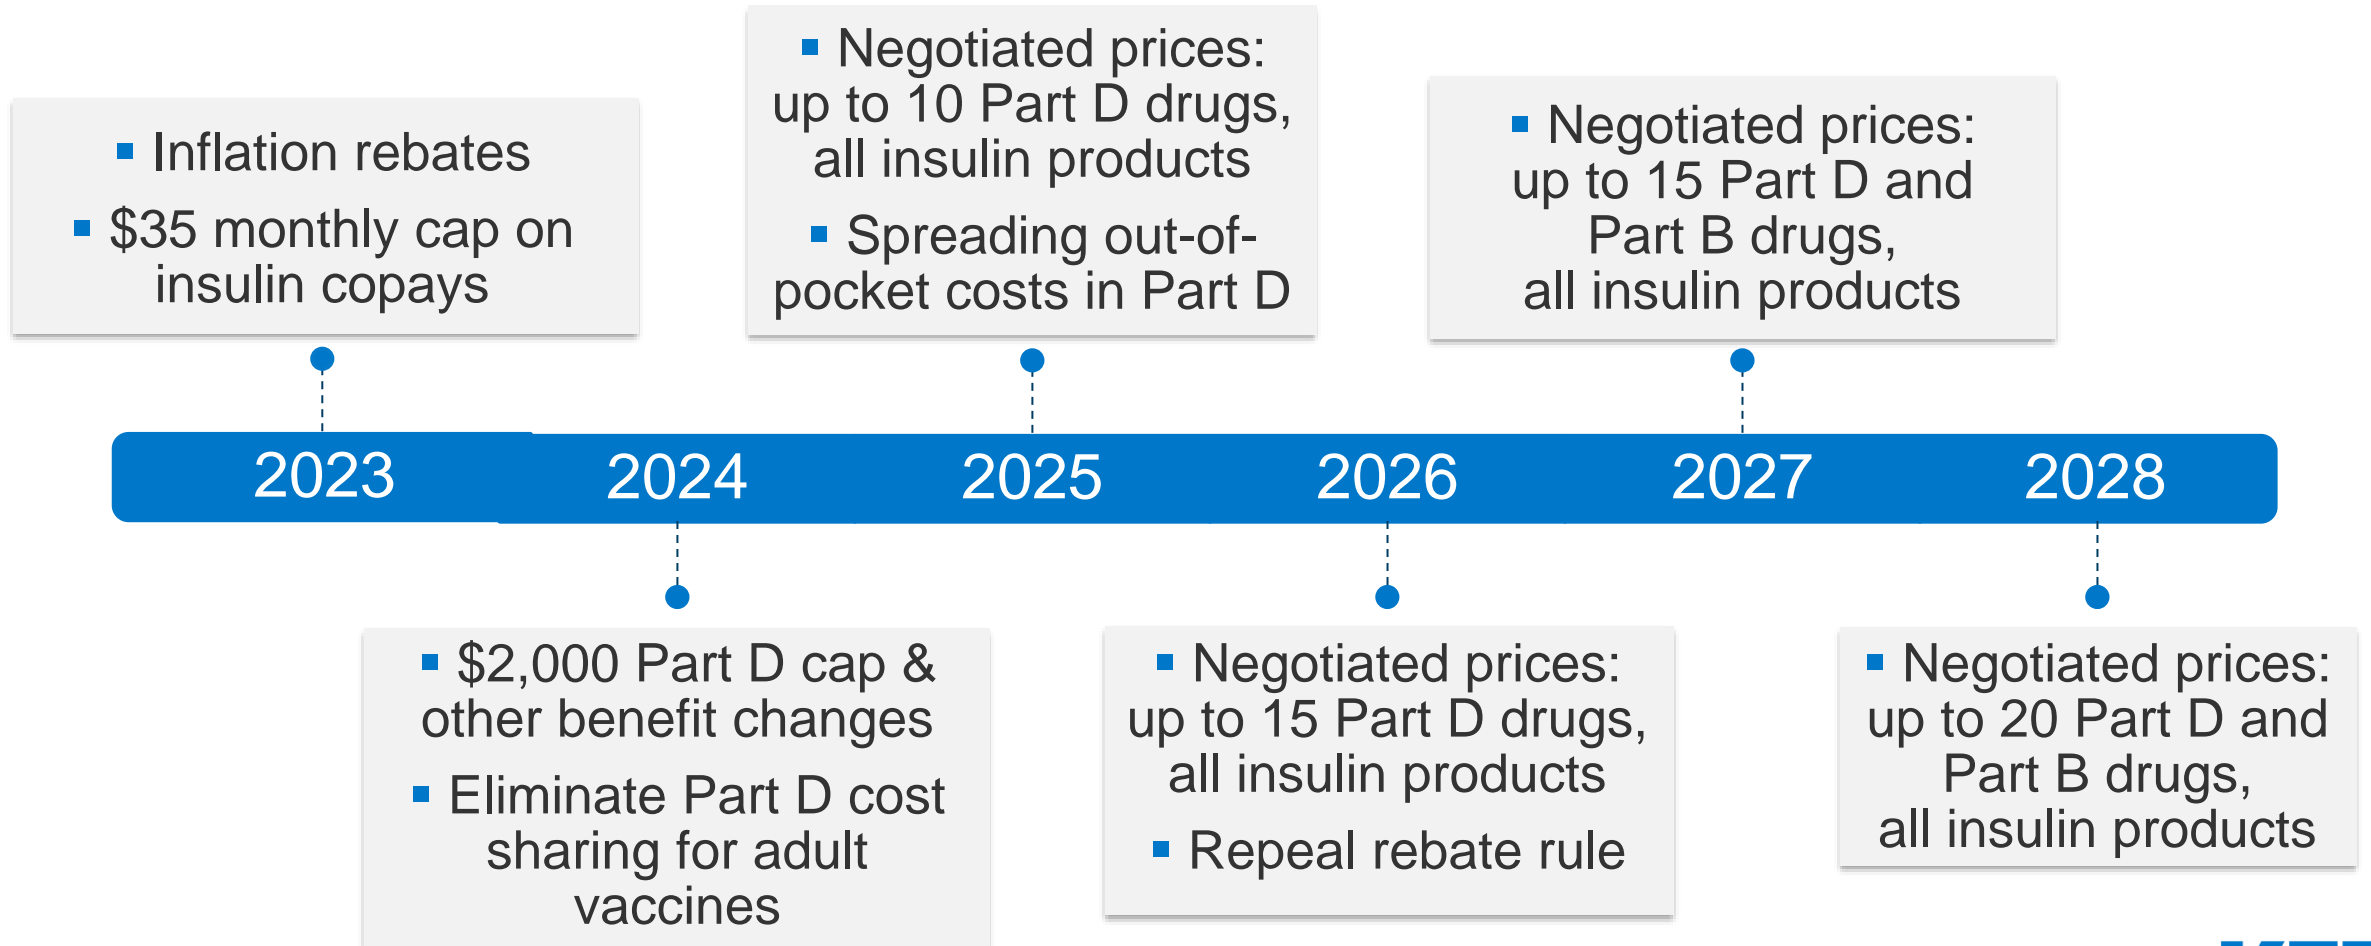 ▪ Inflation rebates
▪ $35 monthly cap on
insulin copays
▪ Negotiated prices:
up to 10 Part D drugs,
all insulin products
▪ Spreading out-of-
pocket costs in Part D
▪ Negotiated prices:
up to 15 Part D and
Part B drugs,
all insulin products
2023
2024
2025
2026
2027
2028
▪ $2,000 Part D cap &
other benefit changes
▪ Eliminate Part D cost
sharing for adult
vaccines
▪ Negotiated prices:
up to 15 Part D drugs,
all insulin products
▪ Repeal rebate rule
▪ Negotiated prices:
up to 20 Part D and
Part B drugs,
all insulin products